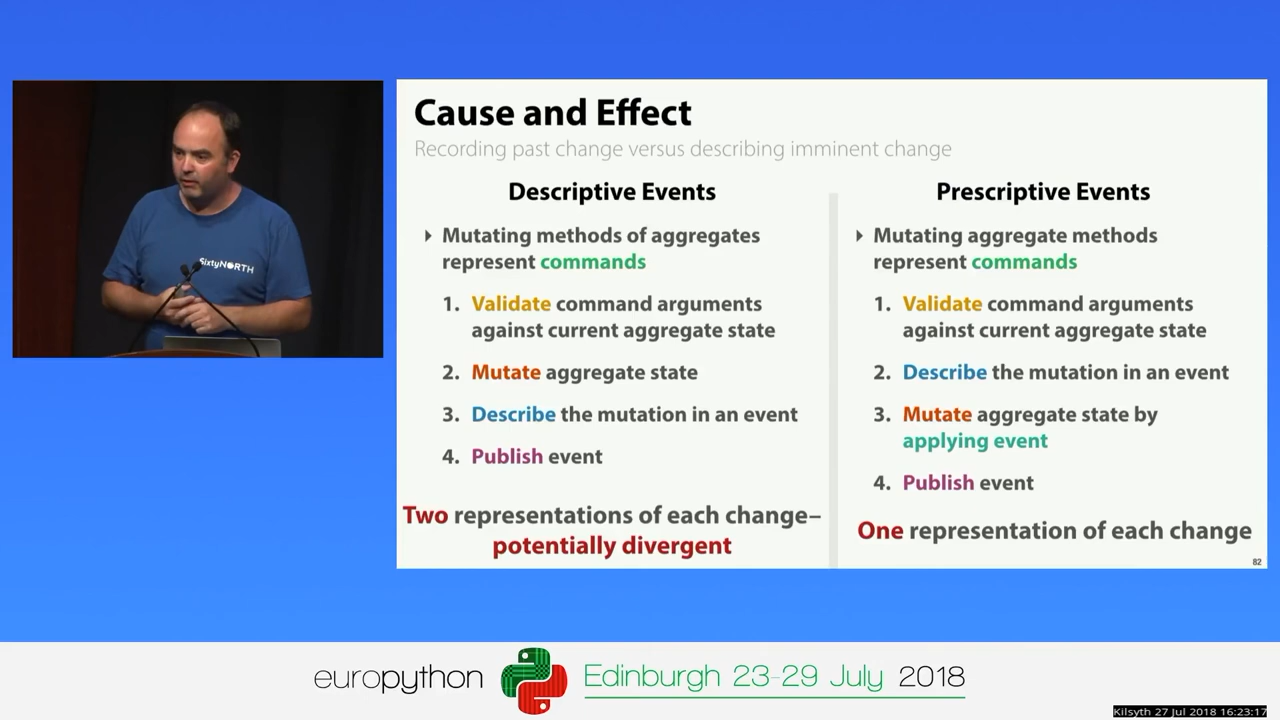 SixtyNORTH
Cause and Effect
Recording past change versus describing imminent change
Descriptive Events
Mutating methods of aggregates
represent commands
1. Validate command arguments
against current aggregate state
2. Mutate aggregate state
3. Describe the mutation in an event
4. Publish event
Two representations of each change–
potentially divergent
Prescriptive Events
Mutating aggregate methods
represent commands
1. Validate command arguments
against current aggregate state
2. Describe the mutation in an event
3. Mutate aggregate state by
applying event
4. Publish event
One representation of each change
82
europython
Edinburgh 23-29 July 2018
Kilsyth 27 Jul 2018 16:23:17